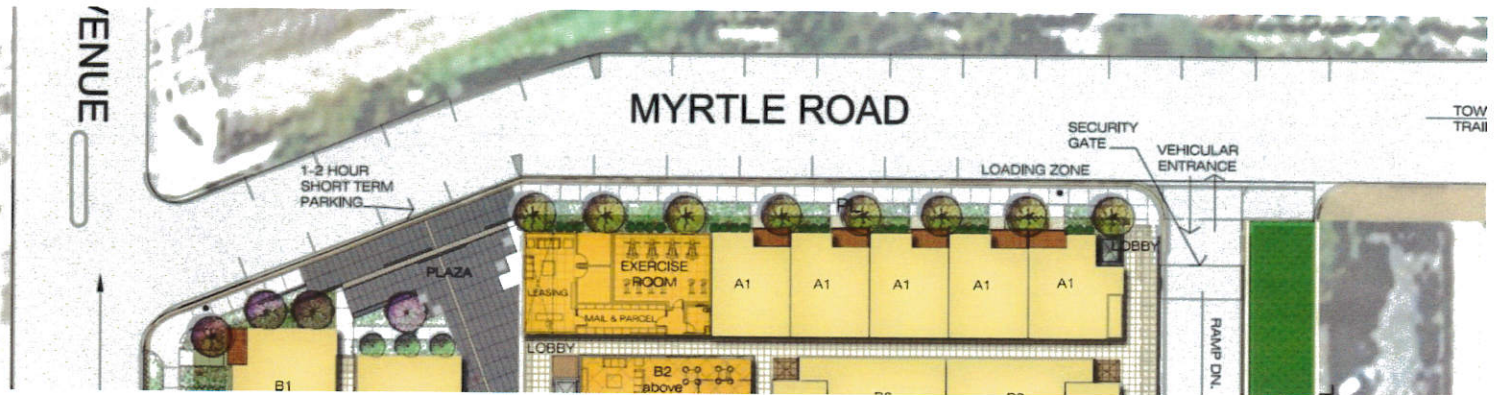 VENUE
MYRTLE ROAD
TOW
TRAI
SECURITY
GATE
VEHICULAR
ENTRANCE
LOADING ZONE
1-2 HOUR
SHORT TERM
PARKING
PLAZA
LEASING
EXERCISE
ROOM
MAIL & PARCEL
A1
A1
A1
A1
A1
LOBBY
LOBBY
RAMP DN.
B1
B2
above